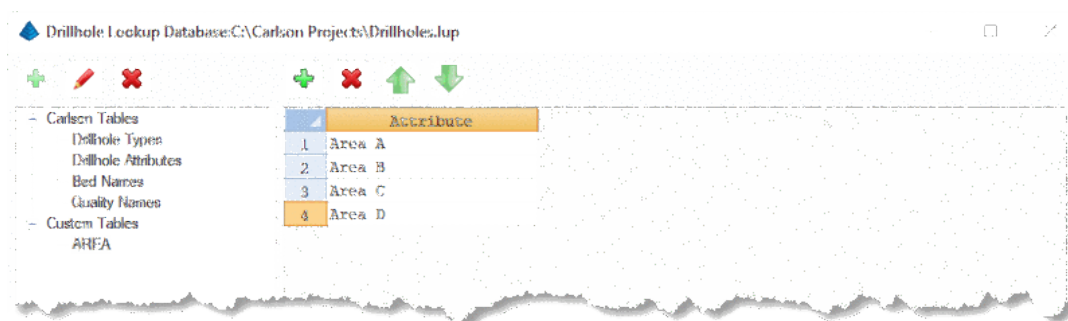 Drillhole Lookup Database:C:\Carlson Projects\Drillholes.lup
Carlson Tables
Drillhole Types
Drillhole Attributes
Bed Names
Quality Names
Custom Tables
AREA
Attribute
1 Area A
2 Area B
3 Area C
4 Area D